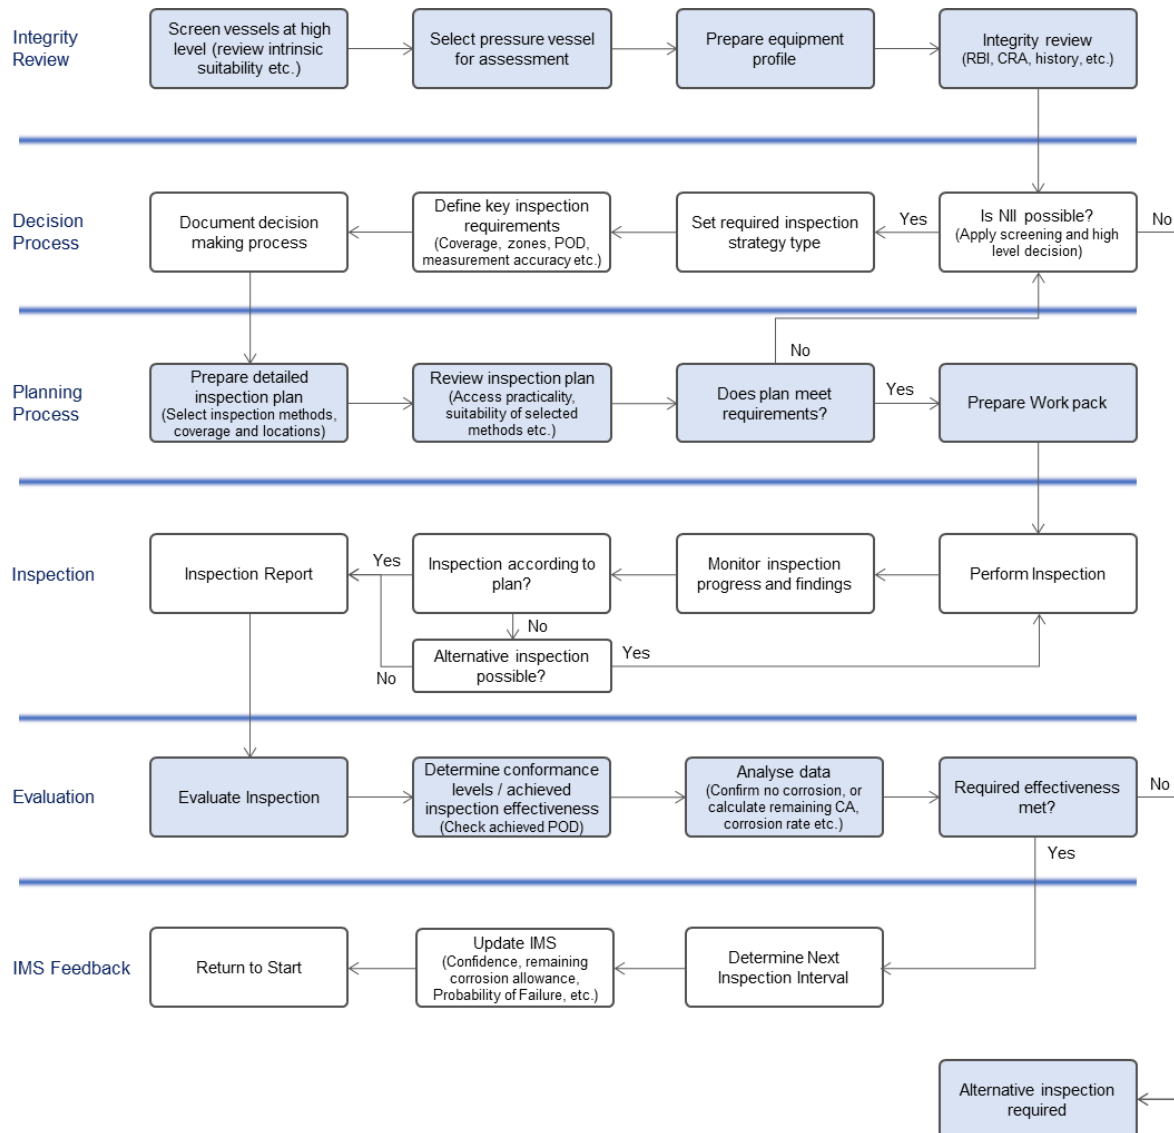 Integrity
Review
Screen vessels at high
level (review intrinsic
suitability etc.)
Select pressure vessel
for assessment
Prepare equipment
profile
Integrity review
(RBI, CRA, history, etc.)
Decision
Process
Document decision
making process
Define key inspection
requirements
(Coverage, zones, POD,
measurement accuracy etc.)
Set required inspection
strategy type
Yes
Is NII possible?
(Apply screening and high
level decision)
No
Planning
Process
Prepare detailed
inspection plan
(Select inspection methods,
coverage and locations)
Review inspection plan
(Access practicality,
suitability of selected
methods etc.)
No
Does plan meet
requirements?
Yes
Prepare Work pack
Inspection
Inspection Report
Yes
Inspection according to
plan?
Monitor inspection
progress and findings
Perform Inspection
No
Alternative inspection
possible?
Yes
No
Evaluation
Evaluate Inspection
Determine conformance
levels / achieved
inspection effectiveness
(Check achieved POD)
Analyse data
(Confirm no corrosion, or
calculate remaining CA,
corrosion rate etc.)
Required effectiveness
met?
No
Yes
IMS Feedback
Return to Start
Update IMS
(Confidence, remaining
corrosion allowance,
Probability of Failure, etc.)
Determine Next
Inspection Interval
Alternative inspection
required